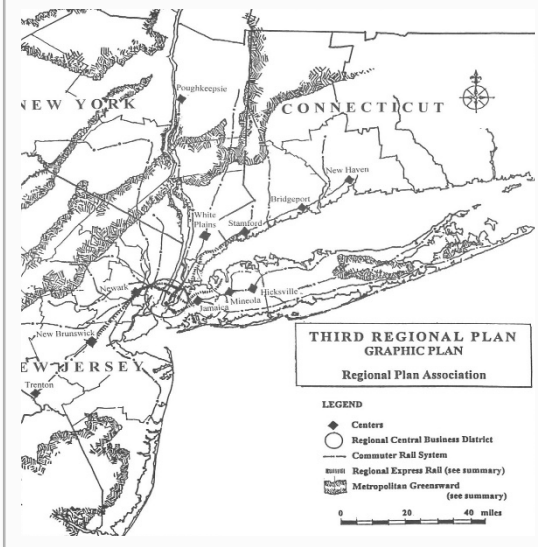 Poughkeepsie
NEW YORK
CONNECTICUT
New Haven
Bridgeport
White
Plains
Stamford
Newark
Hicksville
Mineola
Jamaica
New Brunswick
EW JERSEY
Trenton
THIRD REGIONAL PLAN
GRAPHIC PLAN
Regional Plan Association
LEGEND
Centers
Regional Central Business District
Commuter Rail System
Regional Express Rail (see summary)
Metropolitan Greensward
(see summary)
0 20 40 miles